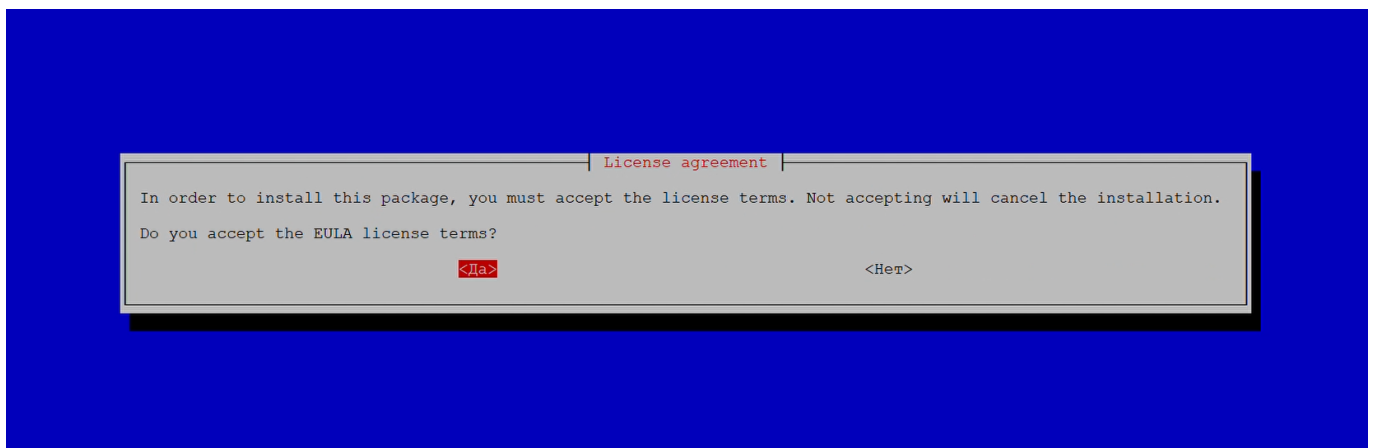 License agreement
In order to install this package, you must accept the license terms. Not accepting will cancel the installation.
Do you accept the EULA license terms?
<Да> <Нет>